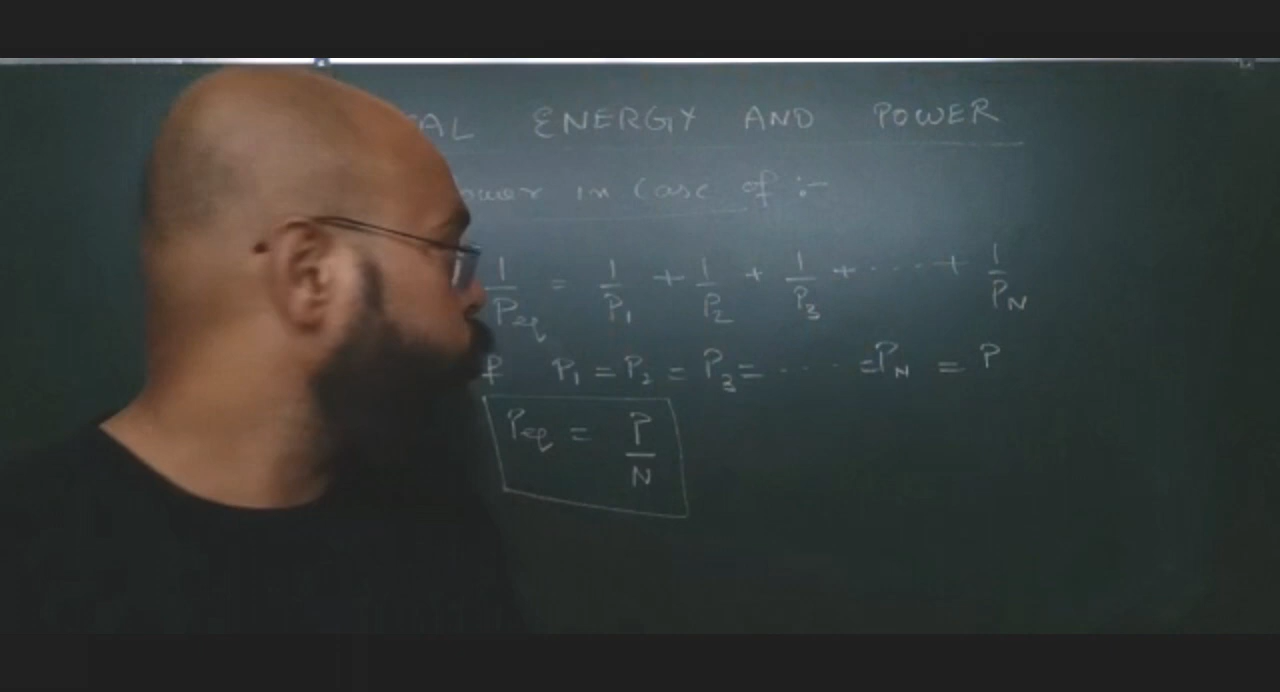 ENERGY AND POWER
in case of :-
1/Peq = 1/P1 + 1/P2 + 1/P3 + ..... + 1/PN
P1 = P2 = P3 = .... = PN = P
Peq = P/N